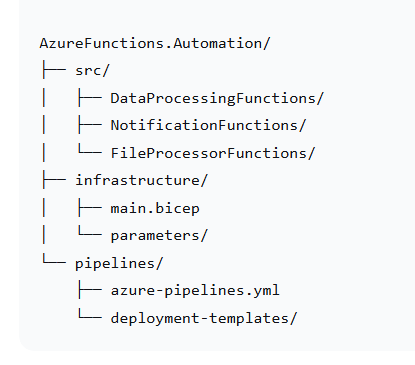 AzureFunctions.Automation/
├── src/
│   ├── DataProcessingFunctions/
│   ├── NotificationFunctions/
│   └── FileProcessorFunctions/
├── infrastructure/
│   ├── main.bicep
│   └── parameters/
└── pipelines/
    ├── azure-pipelines.yml
    └── deployment-templates/